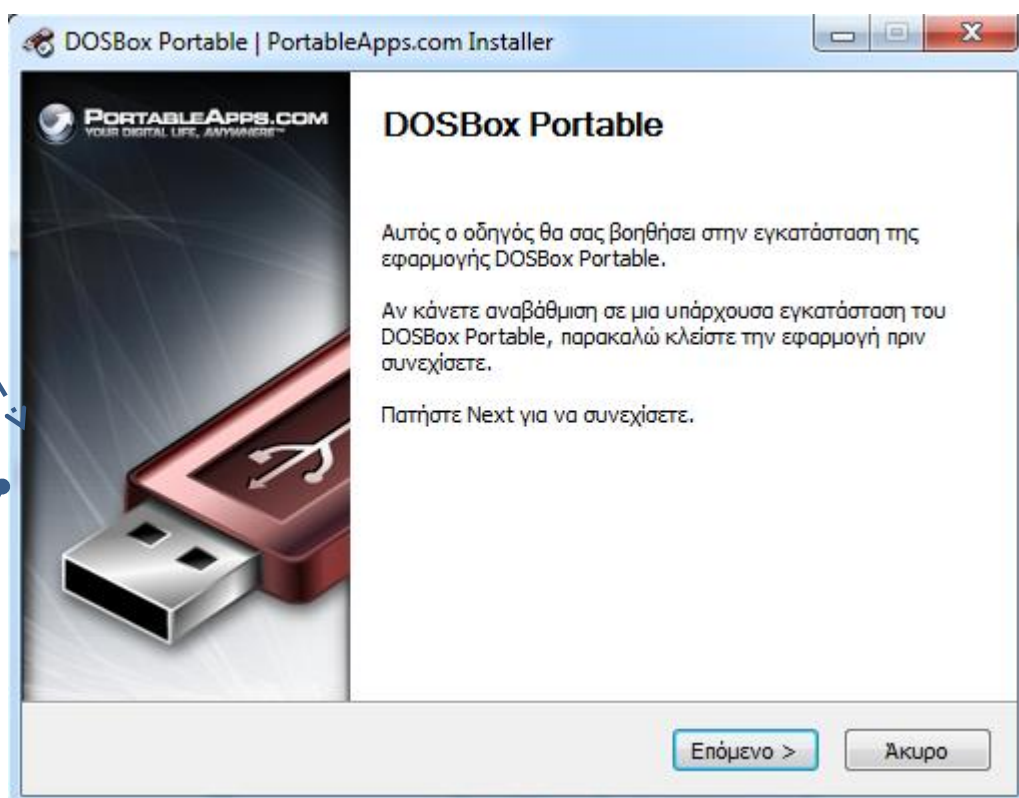 DOSBox Portable | PortableApps.com Installer
PORTABLEAPPS.COM
YOUR DIGITAL LIFE, ANYWHERE™
DOSBox Portable
Αυτός ο οδηγός θα σας βοηθήσει στην εγκατάσταση της
εφαρμογής DOSBox Portable.
Αν κάνετε αναβάθμιση σε μια υπάρχουσα εγκατάσταση του
DOSBox Portable, παρακαλώ κλείστε την εφαρμογή πριν
συνεχίσετε.
Πατήστε Next για να συνεχίσετε.
Επόμενο >
Άκυρο